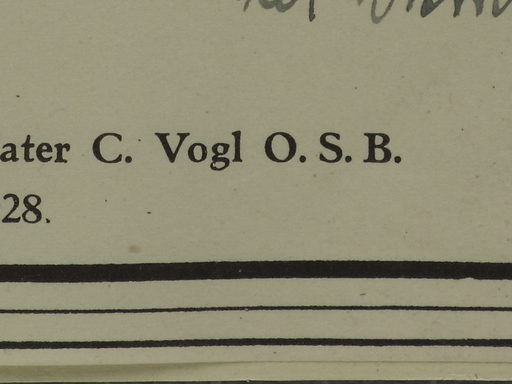 ater C. Vogl O. S. B.
28.